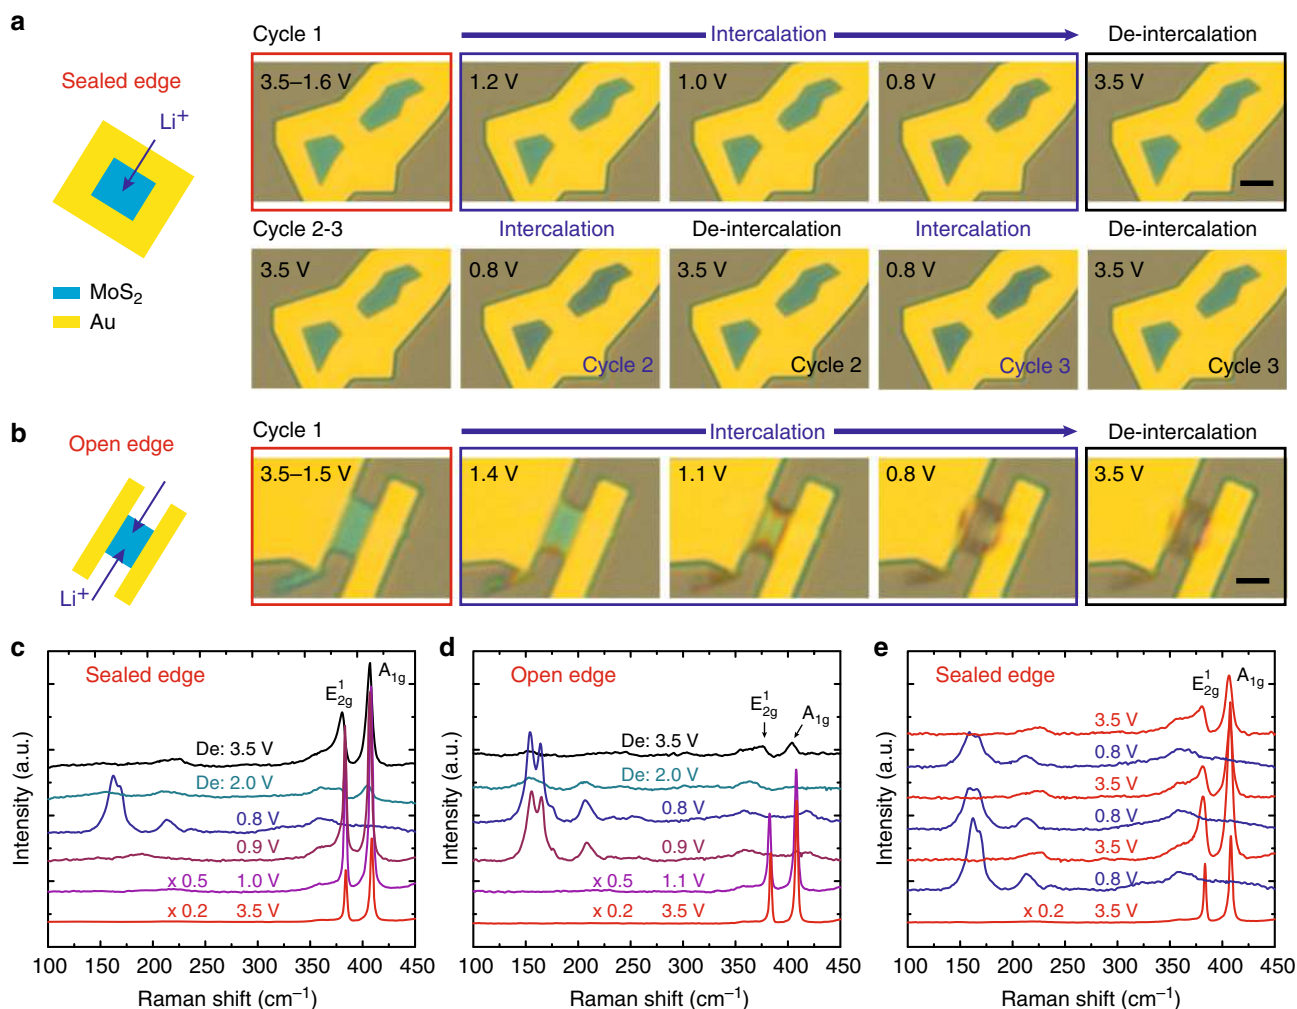 a
Cycle 1
Intercalation
De-intercalation
Sealed edge
Li+
3.5–1.6 V
1.2 V
1.0 V
0.8 V
3.5 V
MoS2
Au
Cycle 2-3
Intercalation
De-intercalation
Intercalation
De-intercalation
3.5 V
0.8 V
3.5 V
0.8 V
3.5 V
Cycle 2
Cycle 2
Cycle 3
Cycle 3
b
Open edge
Li+
Cycle 1
Intercalation
De-intercalation
3.5–1.5 V
1.4 V
1.1 V
0.8 V
3.5 V
c
Sealed edge
E12g
A1g
De: 3.5 V
De: 2.0 V
0.8 V
0.9 V
x 0.5 1.0 V
x 0.2 3.5 V
Intensity (a.u.)
100 150 200 250 300 350 400 450
Raman shift (cm−1)
d
Open edge
E12g
A1g
De: 3.5 V
De: 2.0 V
0.8 V
0.9 V
x 0.5 1.1 V
x 0.2 3.5 V
Intensity (a.u.)
100 150 200 250 300 350 400 450
Raman shift (cm−1)
e
Sealed edge
E12g
A1g
3.5 V
0.8 V
3.5 V
0.8 V
3.5 V
0.8 V
x 0.2 3.5 V
Intensity (a.u.)
100 150 200 250 300 350 400 450
Raman shift (cm−1)